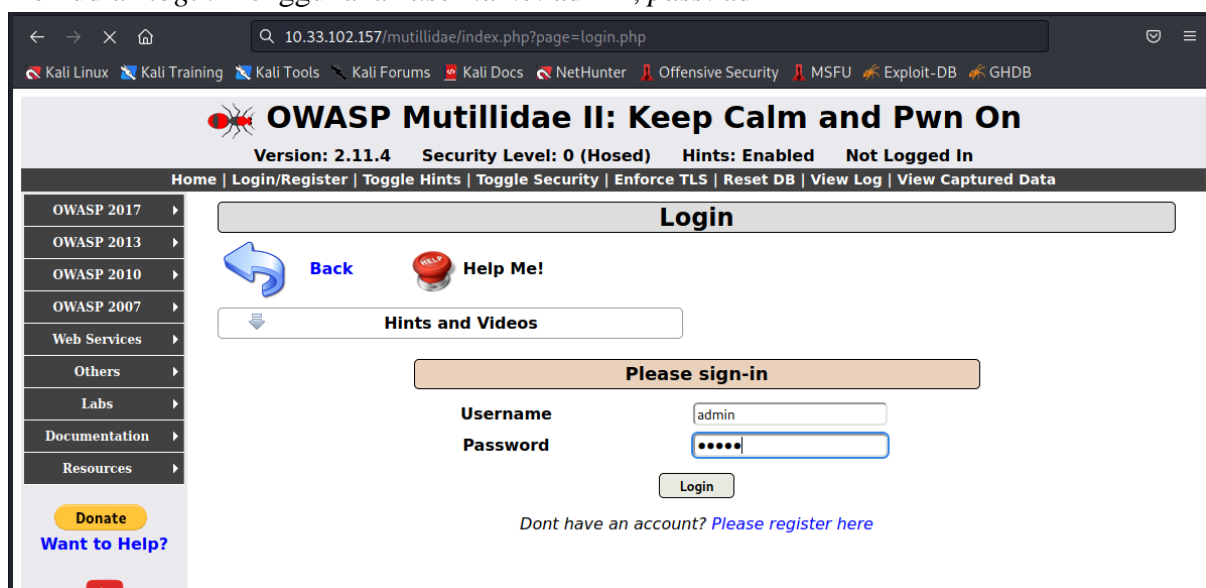 10.33.102.157/mutillidae/index.php?page=login.php
Kali Linux Kali Training Kali Tools Kali Forums Kali Docs NetHunter Offensive Security MSFU Exploit-DB GHDB
OWASP Mutillidae II: Keep Calm and Pwn On
Version: 2.11.4 Security Level: 0 (Hosed) Hints: Enabled Not Logged In
Home | Login/Register | Toggle Hints | Toggle Security | Enforce TLS | Reset DB | View Log | View Captured Data
OWASP 2017
OWASP 2013
OWASP 2010
OWASP 2007
Web Services
Others
Labs
Documentation
Resources
Donate
Want to Help?
Login
Back
HELP
Help Me!
Hints and Videos
Please sign-in
Username admin
Password •••••
Login
Dont have an account? Please register here